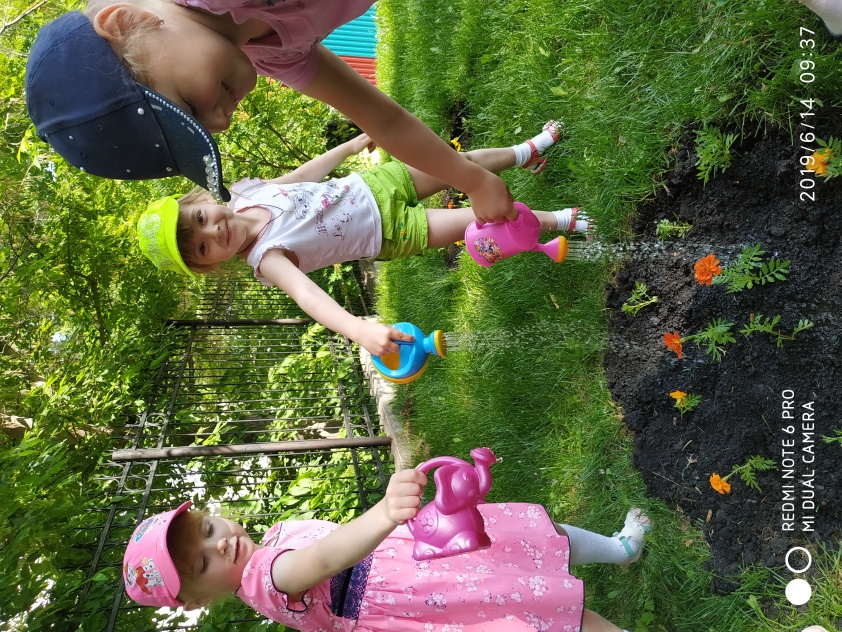 2019/6/14 09:37
REDMI NOTE 6 PRO
MI DUAL CAMERA